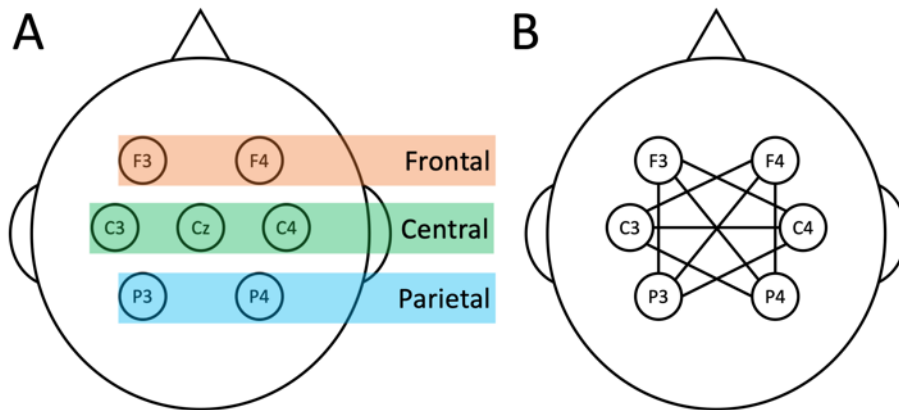 A B
F3 F4 Frontal F3 F4
C3 Cz C4 Central C3 C4
P3 P4 Parietal P3 P4